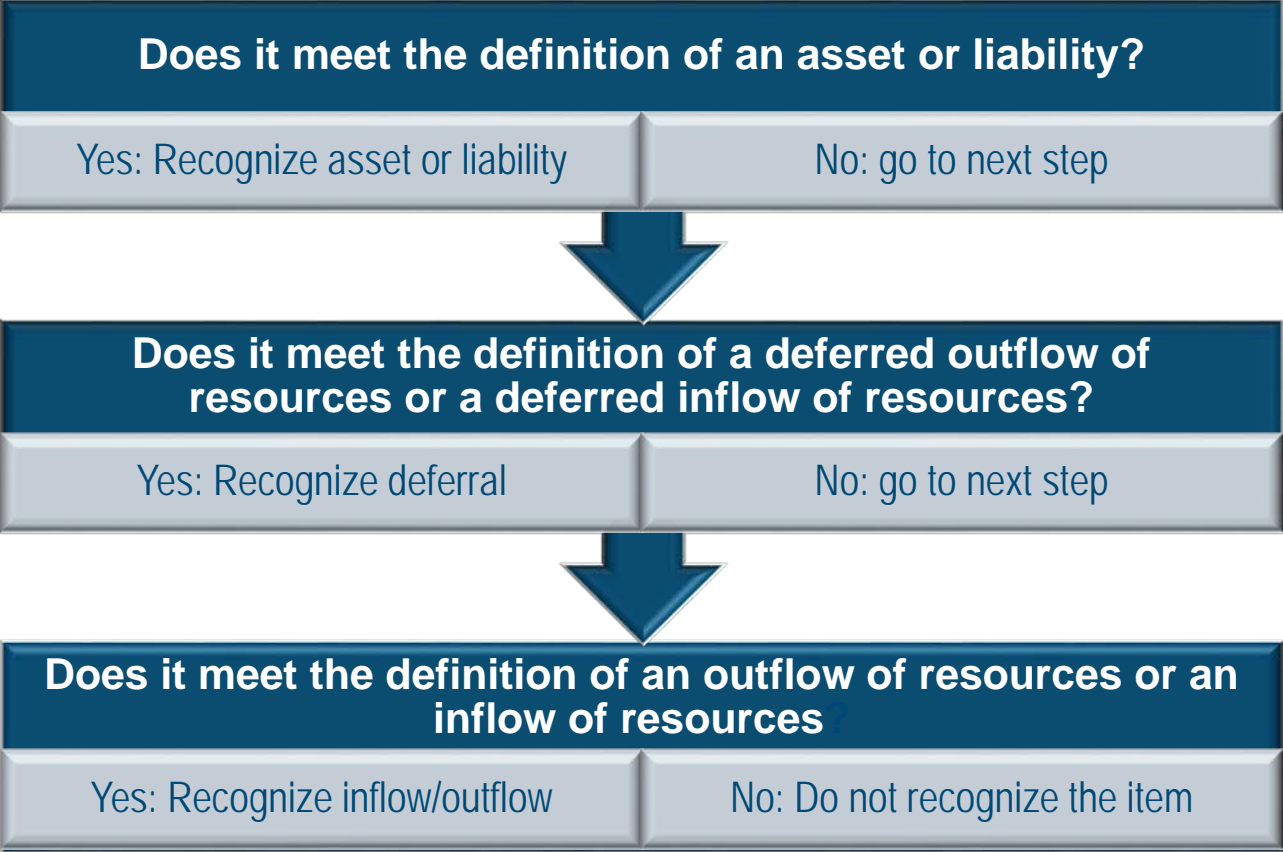 Does it meet the definition of an asset or liability?
Yes: Recognize asset or liability
No: go to next step
Does it meet the definition of a deferred outflow of
resources or a deferred inflow of resources?
Yes: Recognize deferral
No: go to next step
Does it meet the definition of an outflow of resources or an
inflow of resources?
Yes: Recognize inflow/outflow
No: Do not recognize the item